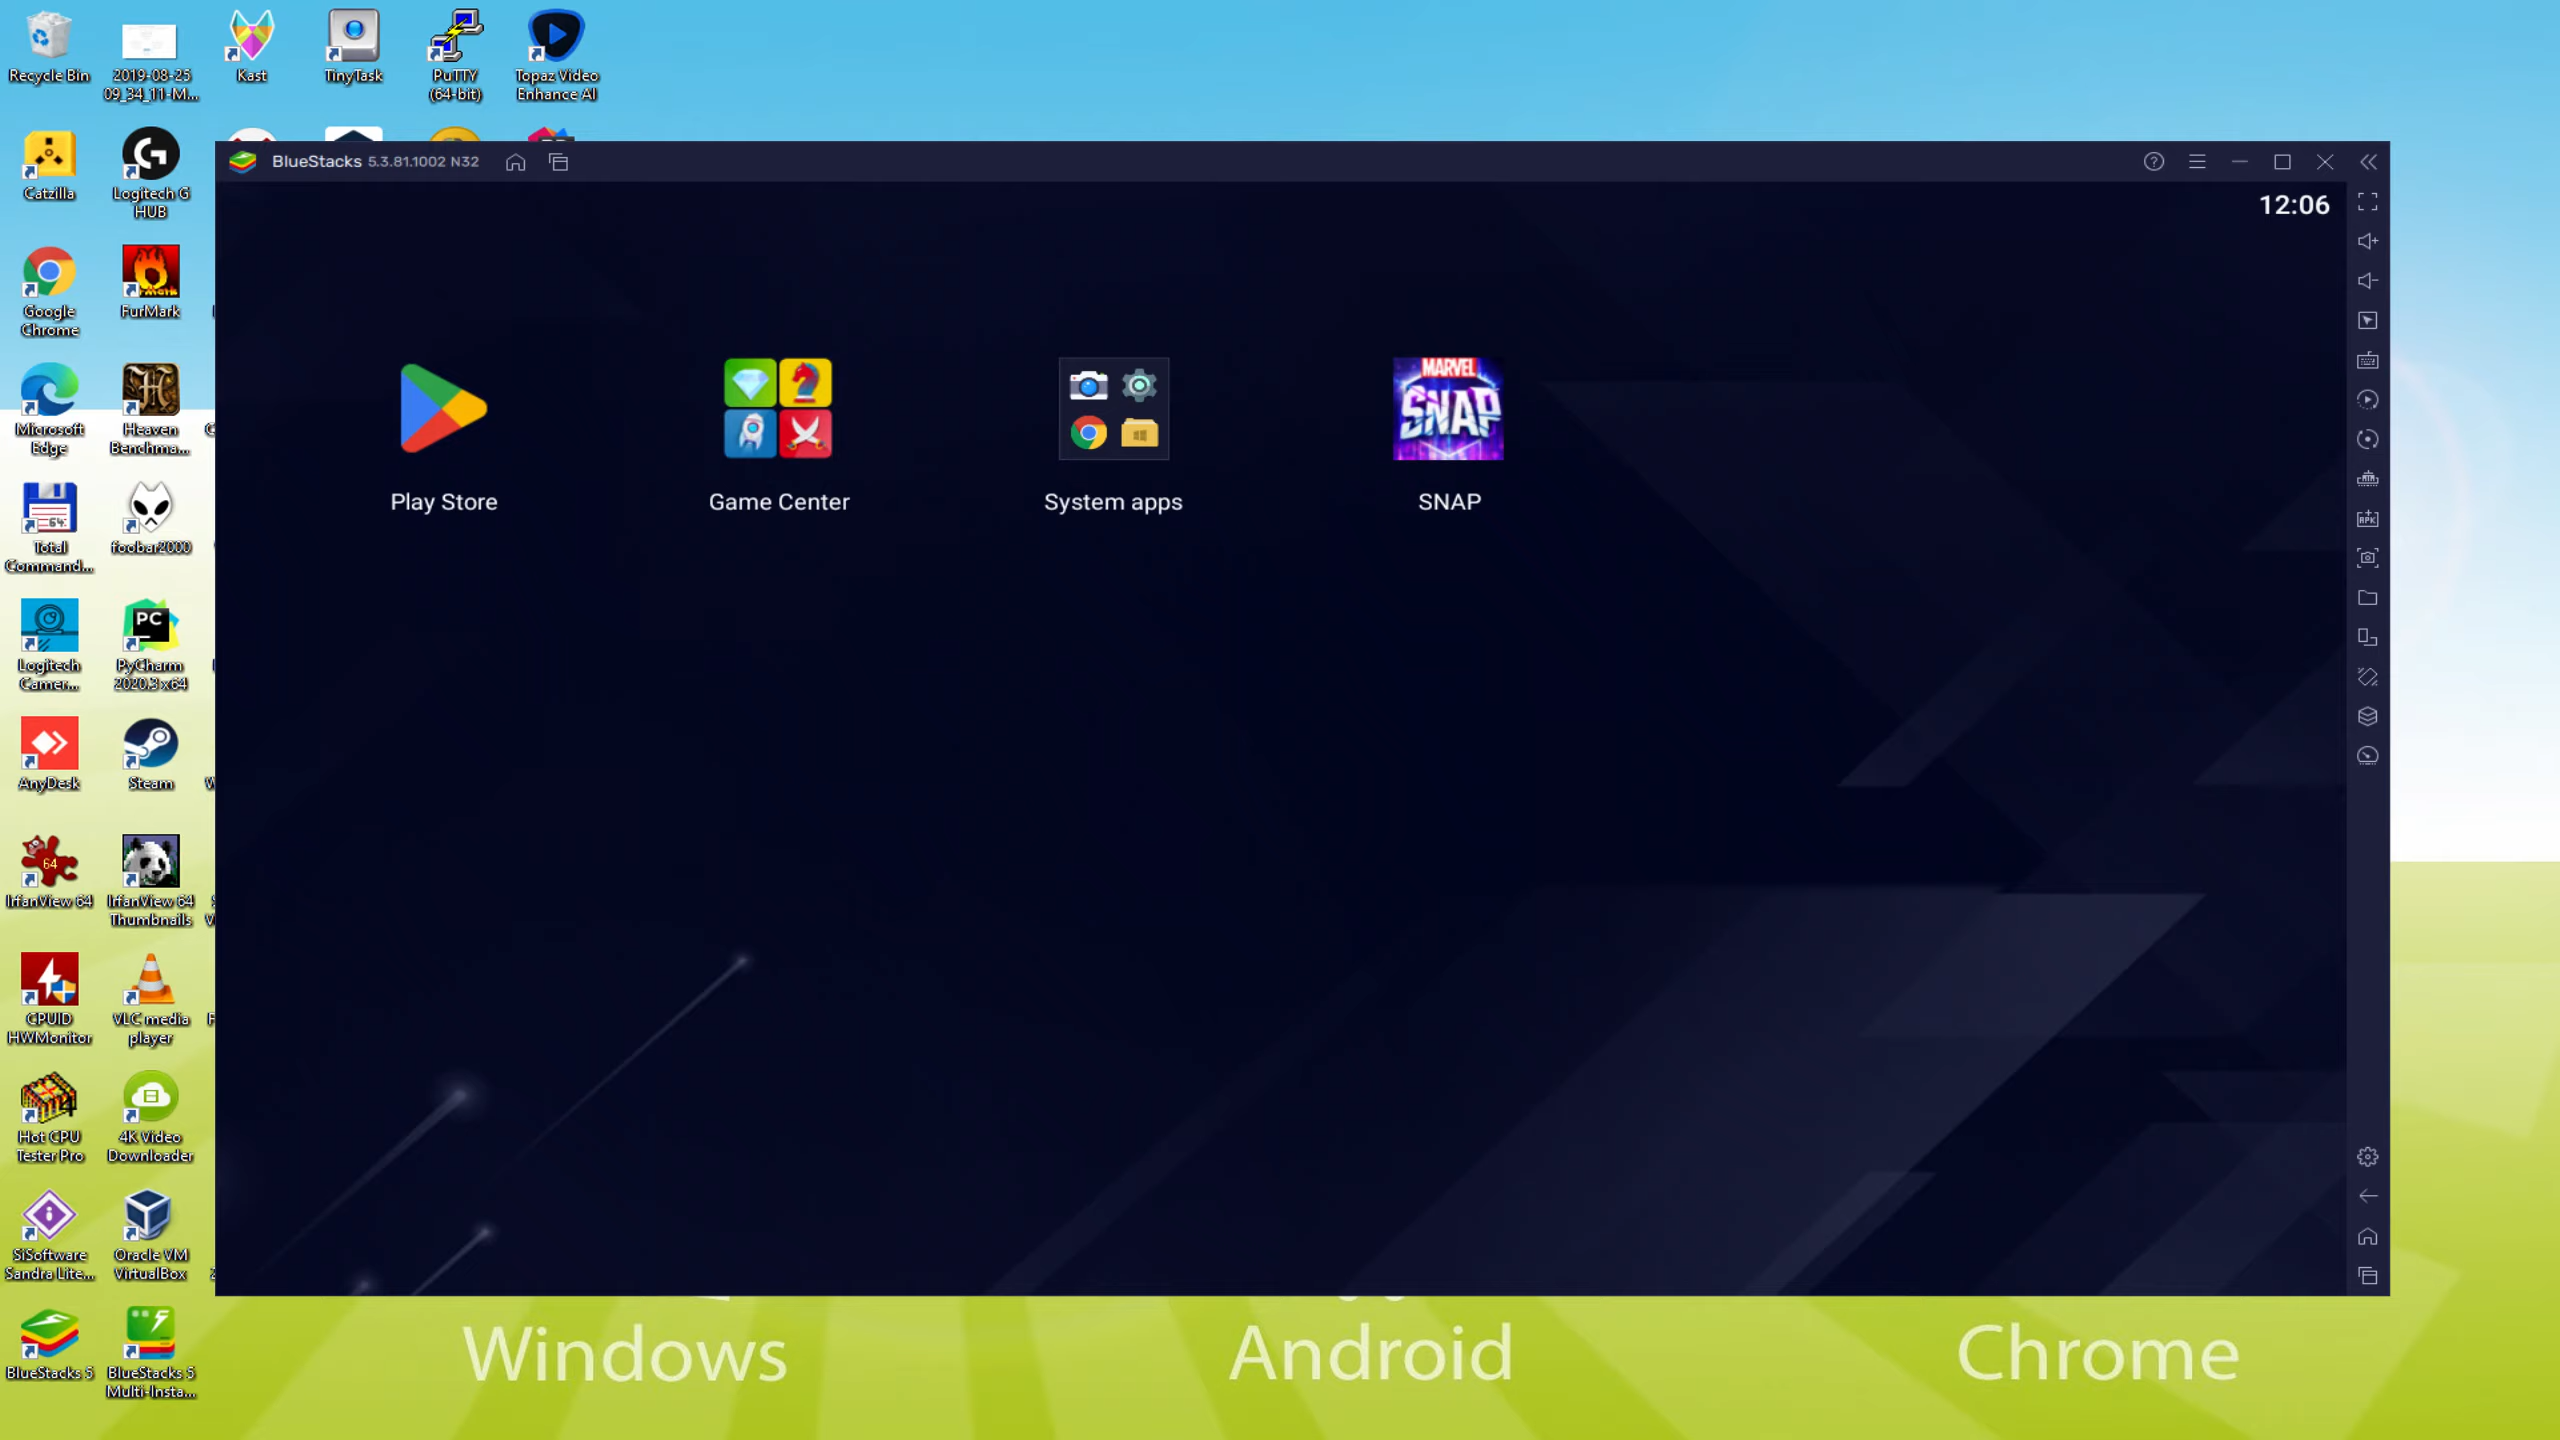 Recycle Bin
2019-08-25
09_34_11-M...
Kast
TinyTask
PuTTY
(64-bit)
Topaz Video
Enhance AI
Catzilla
Logitech G
HUB
Google
Chrome
FurMark
Microsoft
Edge
Heaven
Benchma...
Total
Command...
foobar2000
Logitech
Camer...
PC
PyCharm
2020.3 x64
AnyDesk
Steam
64
IrfanView 64
IrfanView 64
Thumbnails
CPUID
HWMonitor
VLC media
player
Hot CPU
Tester Pro
4K Video
Downloader
SiSoftware
Sandra Lite...
Oracle VM
VirtualBox
BlueStacks 5
BlueStacks 5
Multi-Insta...
BlueStacks 5.3.81.1002 N32
12:06
MARVEL
SNAP
Play Store
Game Center
System apps
SNAP
APK
Windows
Android
Chrome